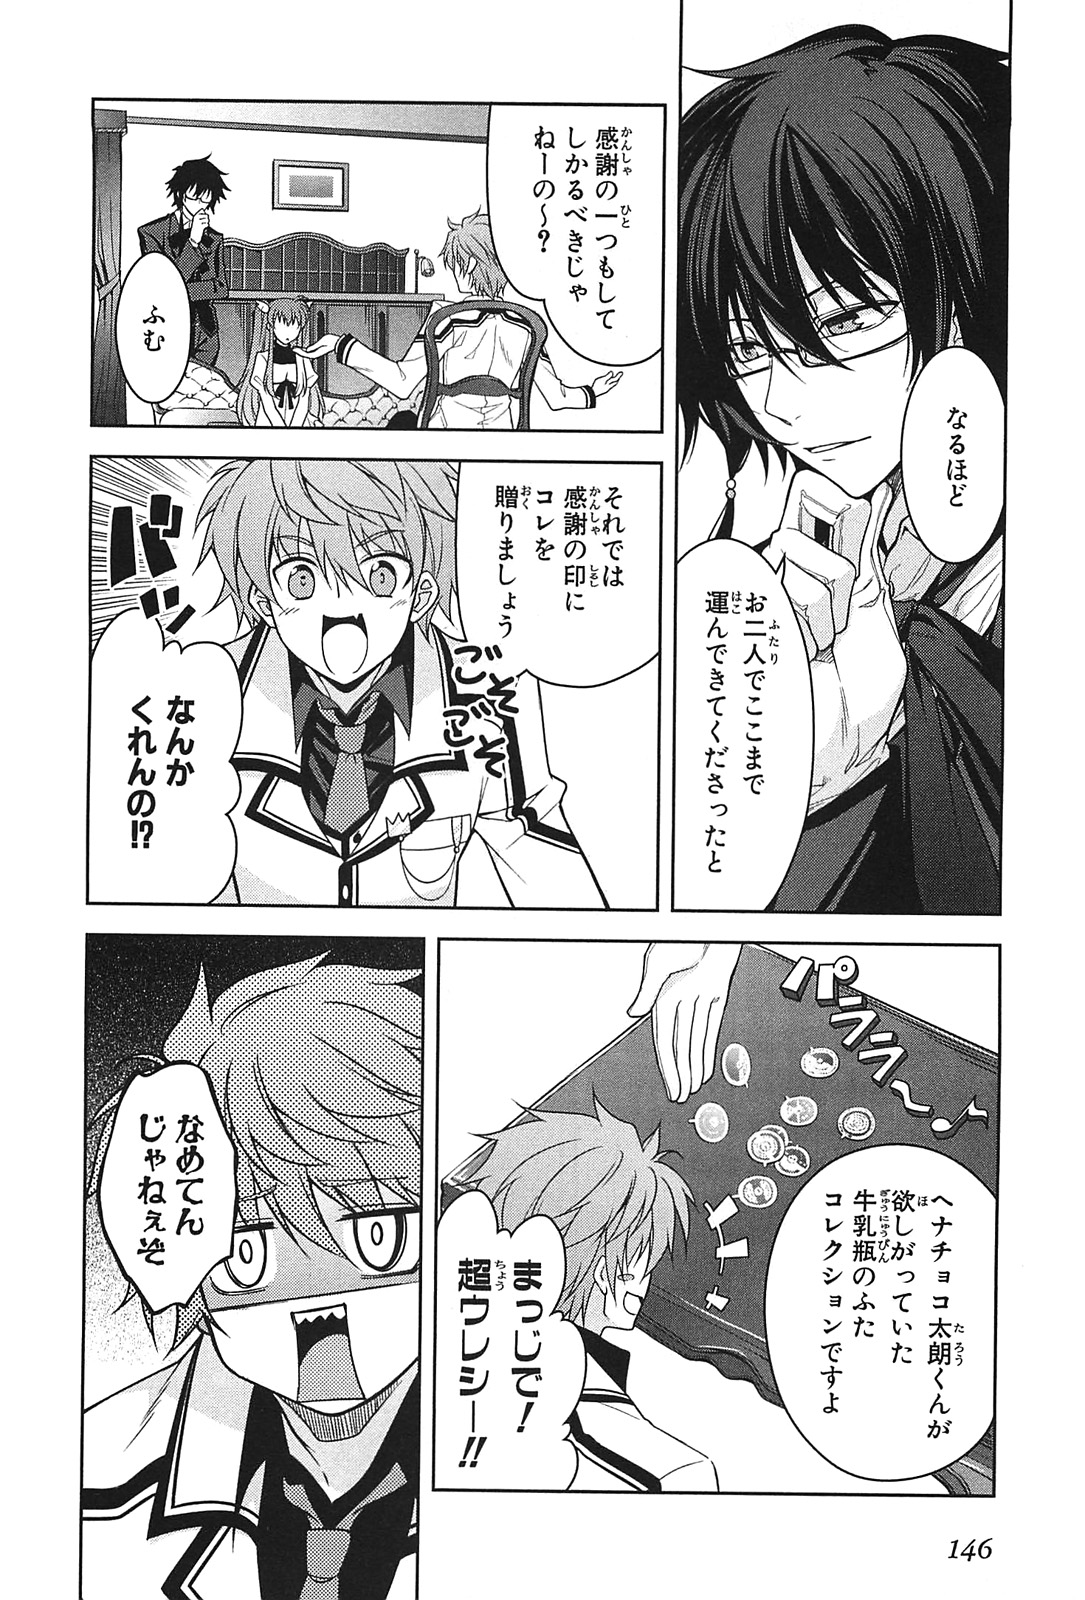 なるほど
お二人でここまで
運んできてくださったと
感謝の一つもして
しかるべきじゃ
ねーの〜?
ふむ
それでは
感謝の印に
コレを
贈りましょう
ごそ
ごそ
バッ
なんか
くれんの!?
パラララ〜♪
ヘナチョコ太朗くんが
欲しがっていた
牛乳瓶のふた
コレクションですよ
まっじで!
超ウレシー!!
なめてん
じゃねぇぞ
146